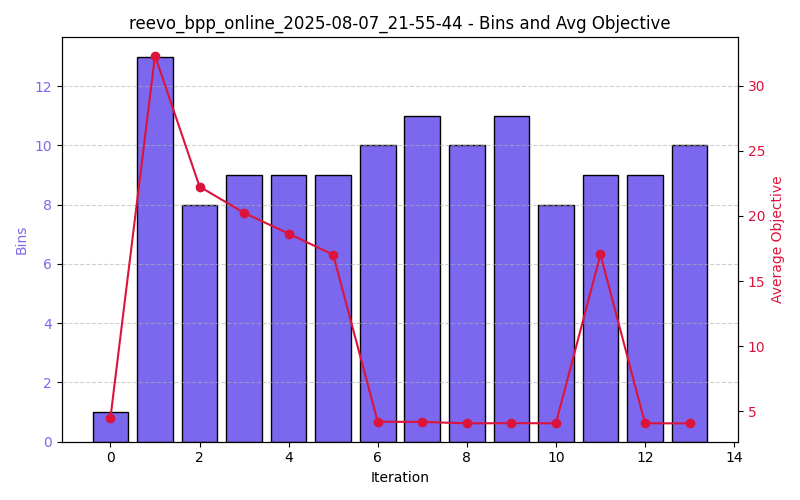 reevo_bpp_online_2025-08-07_21-55-44 - Bins and Avg Objective
12
10
8
6
4
2
0
Bins
30
25
20
15
10
5
Average Objective
0 2 4 6 8 10 12 14
Iteration